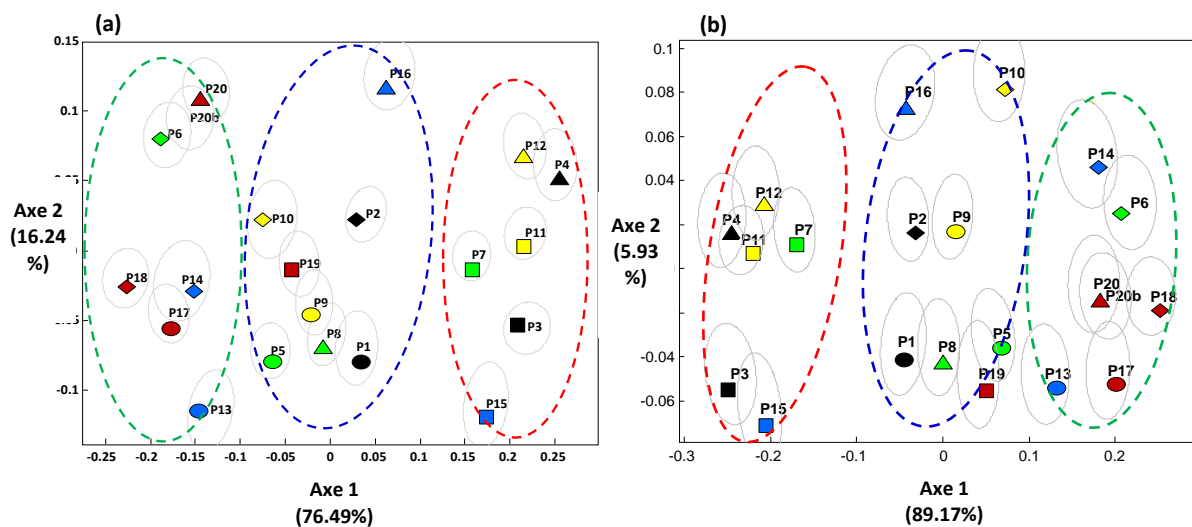 (a)
0.15
0.1
0.05
-0.05
-0.1
Axe 2
(16.24
%)
P20
P20b
P6
P16
P12
P4
P10
P2
P11
P19
P7
P18
P14
P17
P9
P8
P3
P5
P1
P13
P15
-0.25 -0.2 -0.15 -0.1 -0.05 0 0.05 0.1 0.15 0.2 0.25
Axe 1
(76.49%)
(b)
0.1
0.08
0.06
0.04
-0.04
-0.06
Axe 2
(5.93
%)
P10
P16
P14
P12
P6
P4
P11
P7
P2
P9
P20
P20b
P18
P1
P8
P5
P3
P19
P13
P17
P15
-0.3 -0.2 -0.1 0 0.1 0.2
Axe 1
(89.17%)